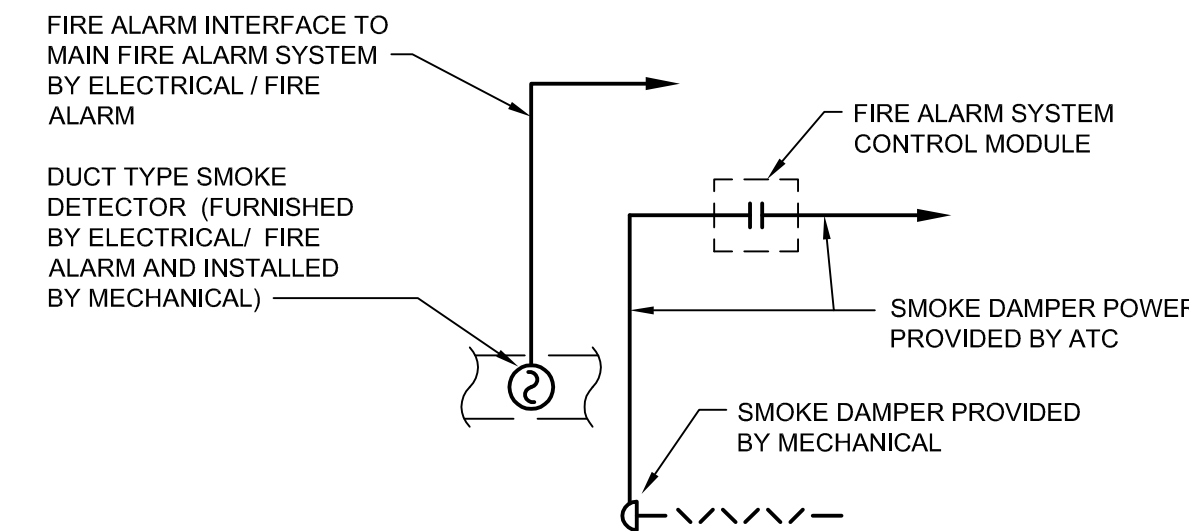 FIRE ALARM INTERFACE TO
MAIN FIRE ALARM SYSTEM
BY ELECTRICAL / FIRE
ALARM
DUCT TYPE SMOKE
DETECTOR (FURNISHED
BY ELECTRICAL/ FIRE
ALARM AND INSTALLED
BY MECHANICAL)
FIRE ALARM SYSTEM
CONTROL MODULE
SMOKE DAMPER POWER
PROVIDED BY ATC
SMOKE DAMPER PROVIDED
BY MECHANICAL